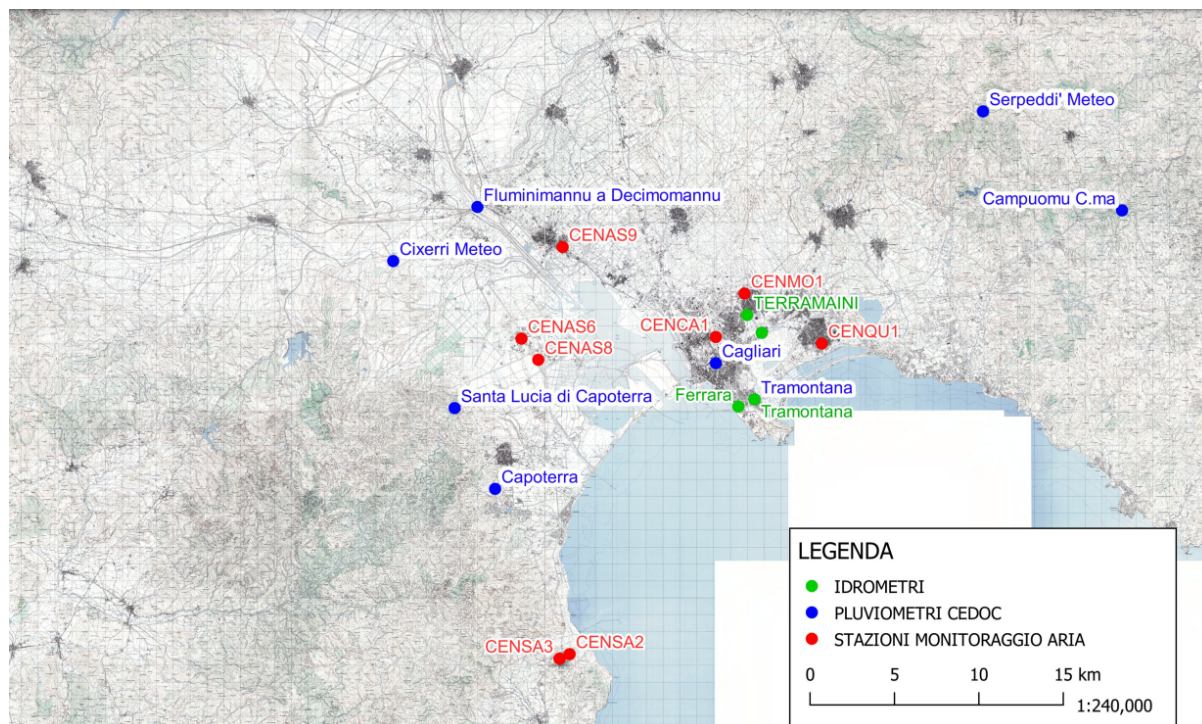 Serpeddi' Meteo
Fluminimannu a Decimomannu
Campuomu C.ma
CENAS9
Cixerri Meteo
CENMO1
TERRAMAINI
CENAS6
CENCA1
CENQU1
CENAS8
Cagliari
Santa Lucia di Capoterra
Ferrara
Tramontana
Tramontana
Capoterra
CENSA3
CENSA2
LEGENDA
IDROMETRI
PLUVIOMETRI CEDOC
STAZIONI MONITORAGGIO ARIA
0 5 10 15 km
1:240,000